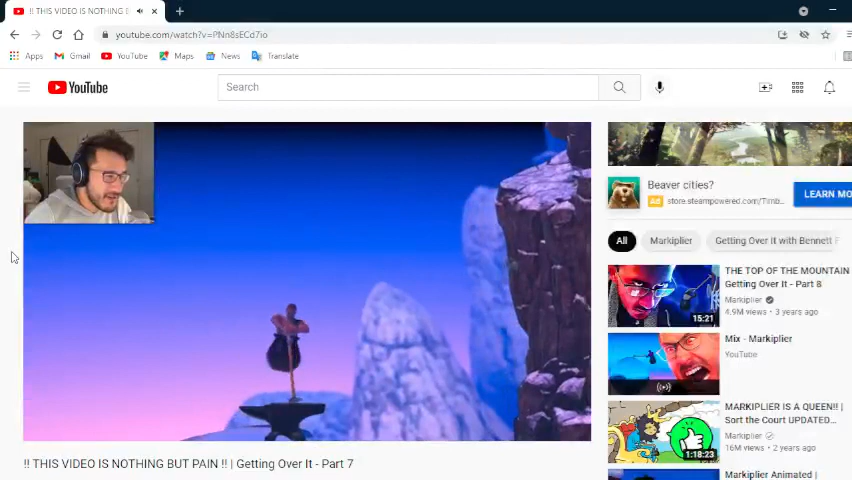 !! THIS VIDEO IS NOTHING
youtube.com/watch?v=PNn8sECd7io
Apps
Gmail
YouTube
Maps
News
Translate
YouTube
Search
Beaver cities?
Ad
store.steampowered.com/Timb...
LEARN MO
All
Markiplier
Getting Over It with Bennett F
THE TOP OF THE MOUNTAIN
Getting Over It - Part 8
Markiplier
4.9M views • 3 years ago
15:21
Mix - Markiplier
YouTube
MARKIPLIER IS A QUEEN!! |
Sort the Court UPDATED...
Markiplier
16M views • 2 years ago
1:18:23
Markiplier Animated |
!! THIS VIDEO IS NOTHING BUT PAIN !! | Getting Over It - Part 7